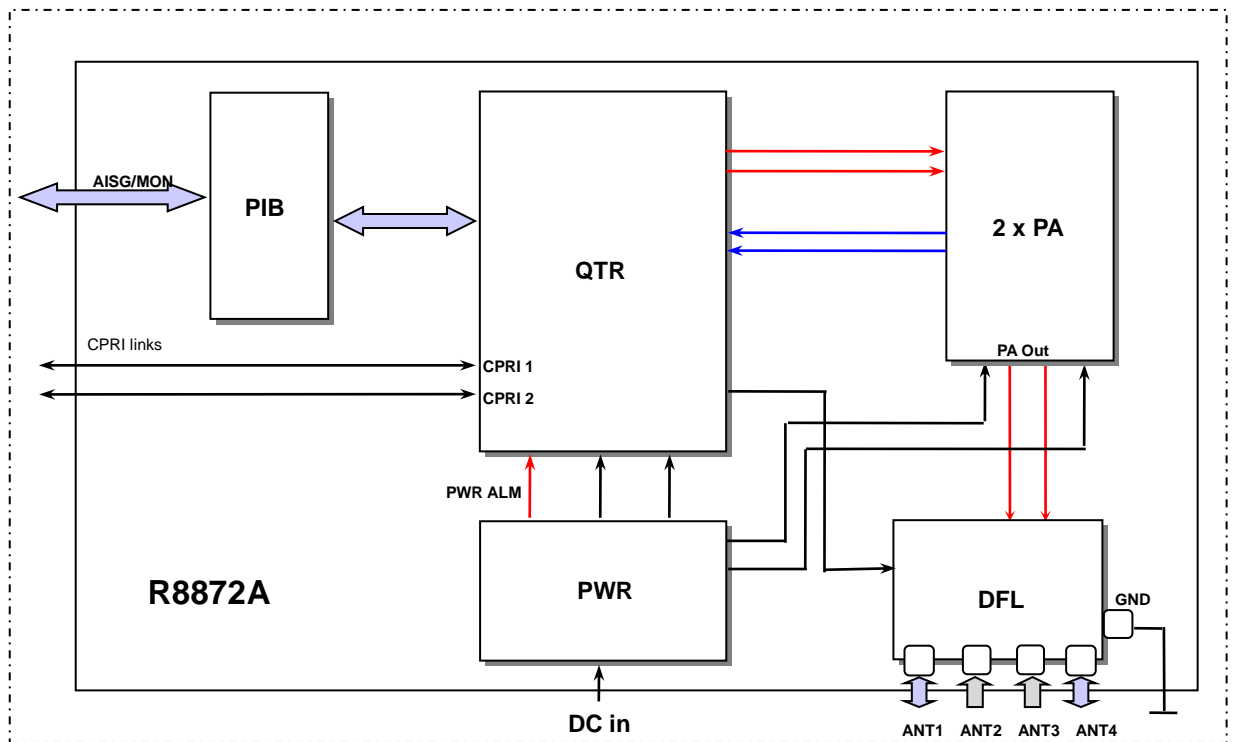 AISG/MON
PIB
QTR
2 x PA
PA Out
CPRI links
CPRI 1
CPRI 2
PWR ALM
PWR
R8872A
DFL
GND
DC in
ANT1 ANT2 ANT3 ANT4